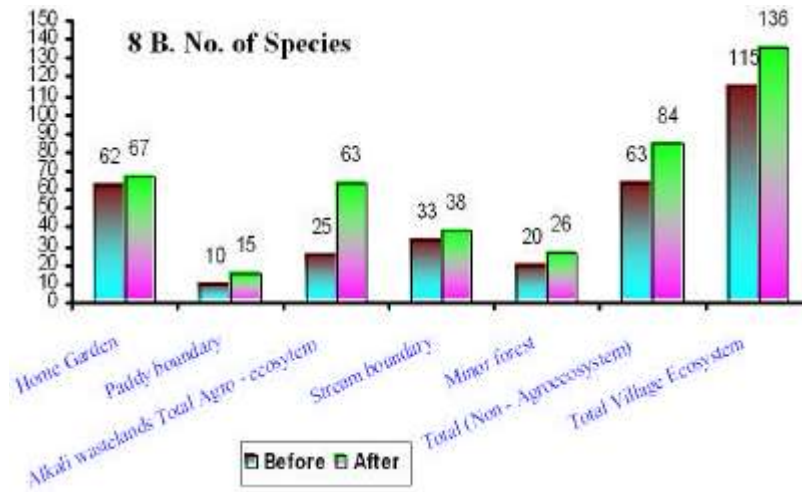 8 B. No. of Species
150
140
130
120
110
100
90
80
70
60
50
40
30
20
10
0
62 67
10 15
25 63
33 38
20 26
63 84
115 136
Home Garden
Paddy boundary
Alkali wastelands Total Agro - ecosytem
Stream boundary
Minor forest
Total (Non - Agroecosystem)
Total Village Ecosystem
Before After